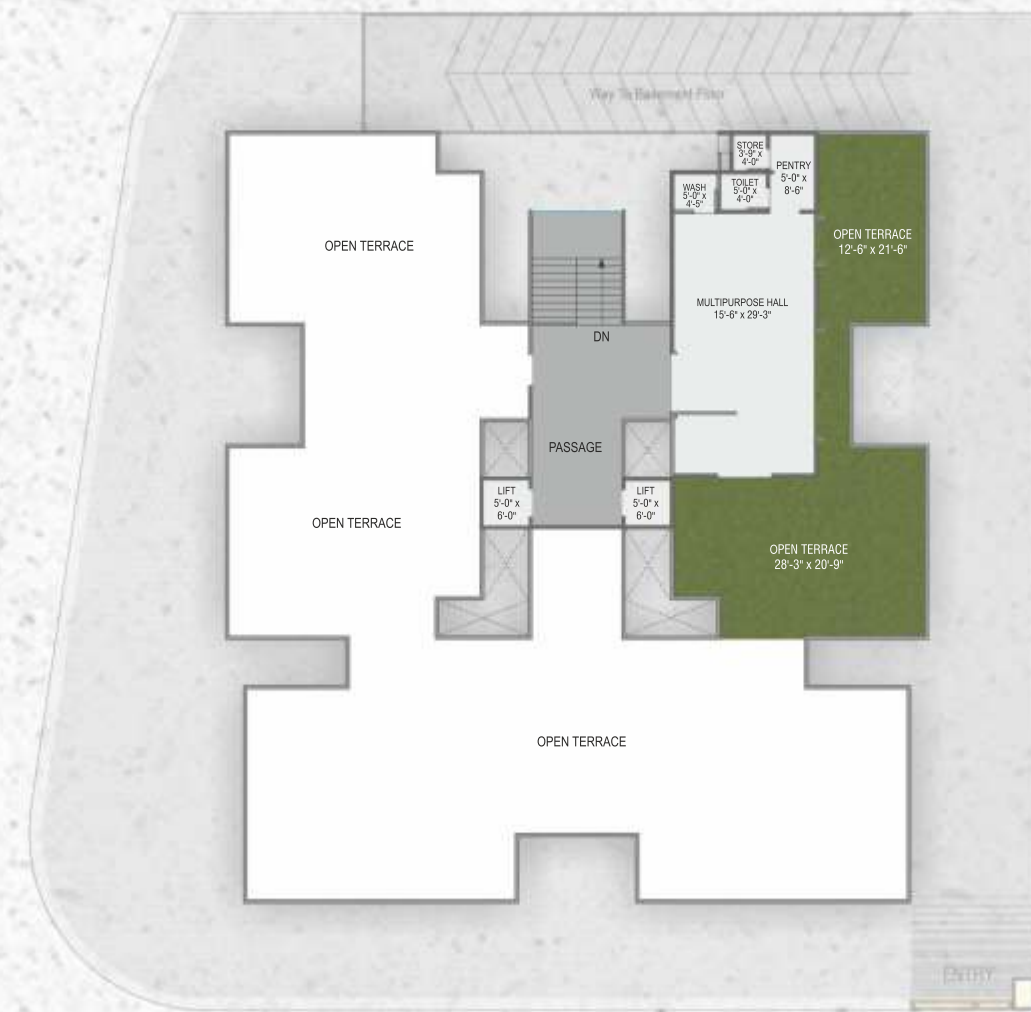 Way To Basement Floor
STORE
3'-9" x
4'-0"
PENTRY
5'-0" x
8'-6"
WASH
5'-0" x
4'-5"
TOILET
5'-0" x
4'-0"
OPEN TERRACE
12'-6" x 21'-6"
OPEN TERRACE
MULTIPURPOSE HALL
15'-6" x 29'-3"
DN
PASSAGE
LIFT
5'-0" x
6'-0"
LIFT
5'-0" x
6'-0"
OPEN TERRACE
OPEN TERRACE
28'-3" x 20'-9"
OPEN TERRACE
ENTRY